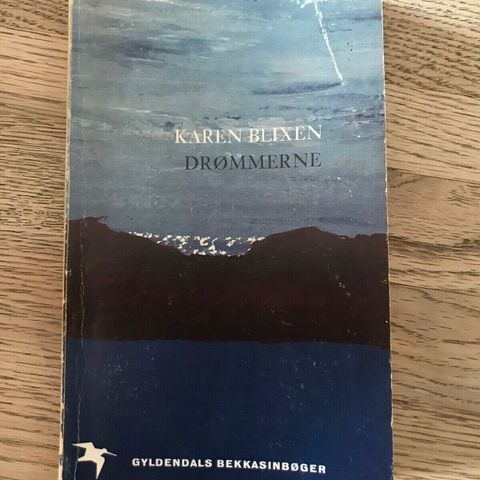 KAREN BLIXEN
DRØMMERNE
GYLDENDALS BEKKASINBØGER